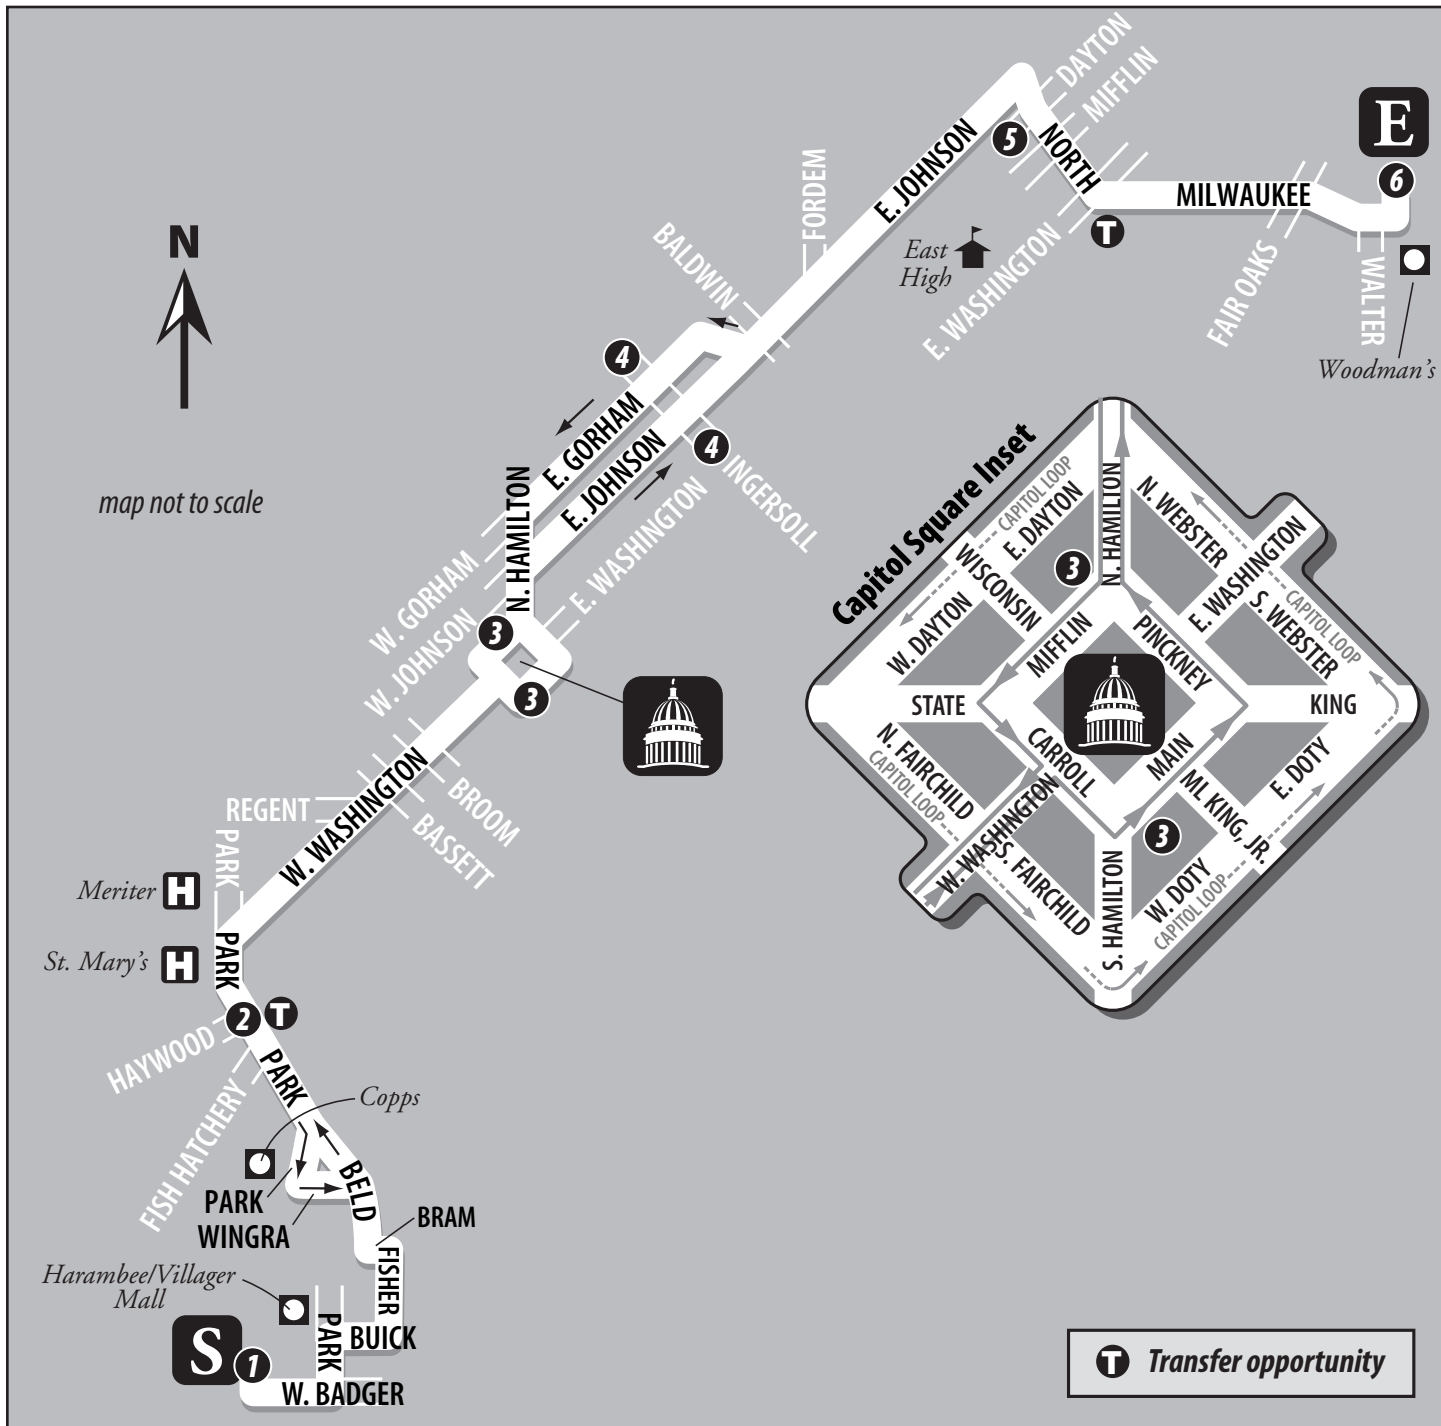 DAYTON
MIFFLIN
E
6
5
NORTH
E. JOHNSON
FORDEM
MILWAUKEE
T
East
High
E. WASHINGTON
FAIR OAKS
WALTER
Woodman's
N
map not to scale
BALDWIN
4
E. GORHAM
E. JOHNSON
4
INGERSOLL
N. HAMILTON
E. WASHINGTON
W. GORHAM
W. JOHNSON
3
3
W. WASHINGTON
BROOM
BASSETT
REGENT
PARK
Meriter H
St. Mary's H
PARK
2 T
HAYWOOD
PARK
FISH HATCHERY
Copps
PARK
WINGRA
BELD
BRAM
FISHER
Harambee/Villager
Mall
PARK
BUICK
S
1
W. BADGER
Capitol Square Inset
CAPITOL LOOP
E. DAYTON
N. HAMILTON
N. WEBSTER
E. WASHINGTON
WISCONSIN
3
W. DAYTON
MIFFLIN
PINCKNEY
S. WEBSTER
CAPITOL LOOP
STATE
KING
N. FAIRCHILD
CAPITOL LOOP
CARROLL
MAIN
ML KING, JR.
E. DOTY
W. WASHINGTON
3
S. FAIRCHILD
S. HAMILTON
W. DOTY
CAPITOL LOOP
T Transfer opportunity